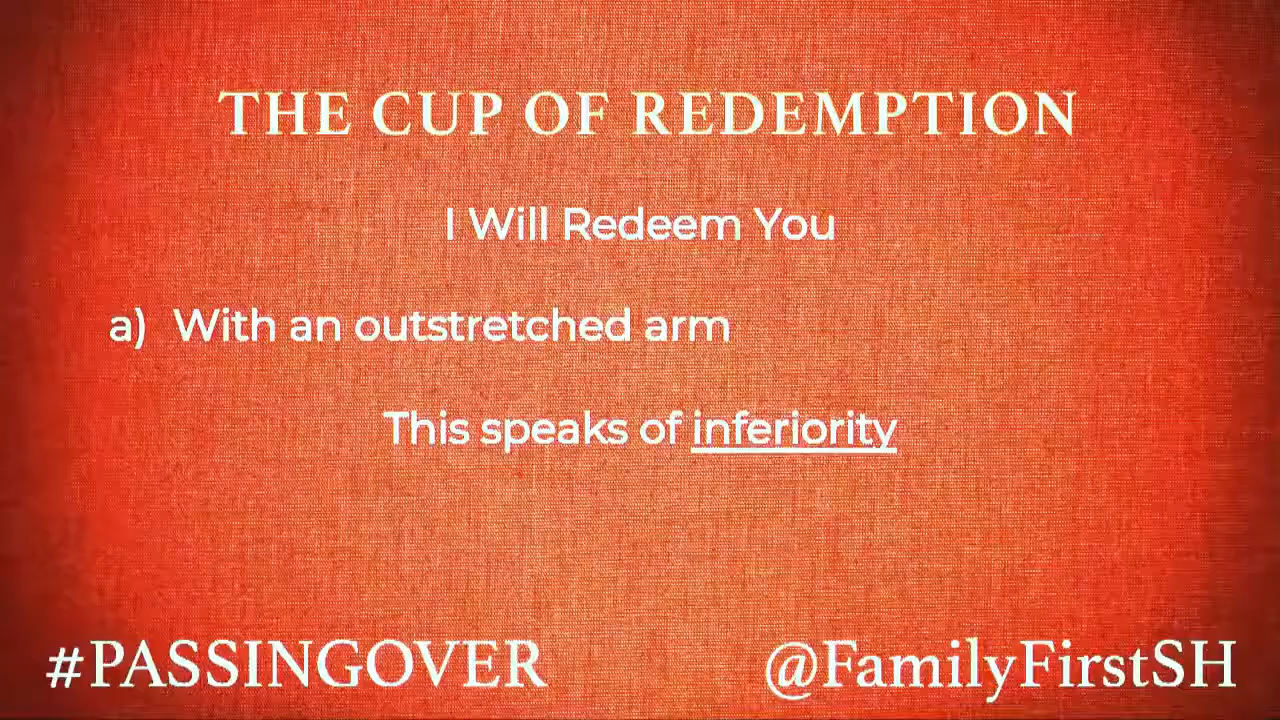 THE CUP OF REDEMPTION
I Will Redeem You
a) With an outstretched arm
This speaks of inferiority
#PASSINGOVER
@FamilyFirstSH